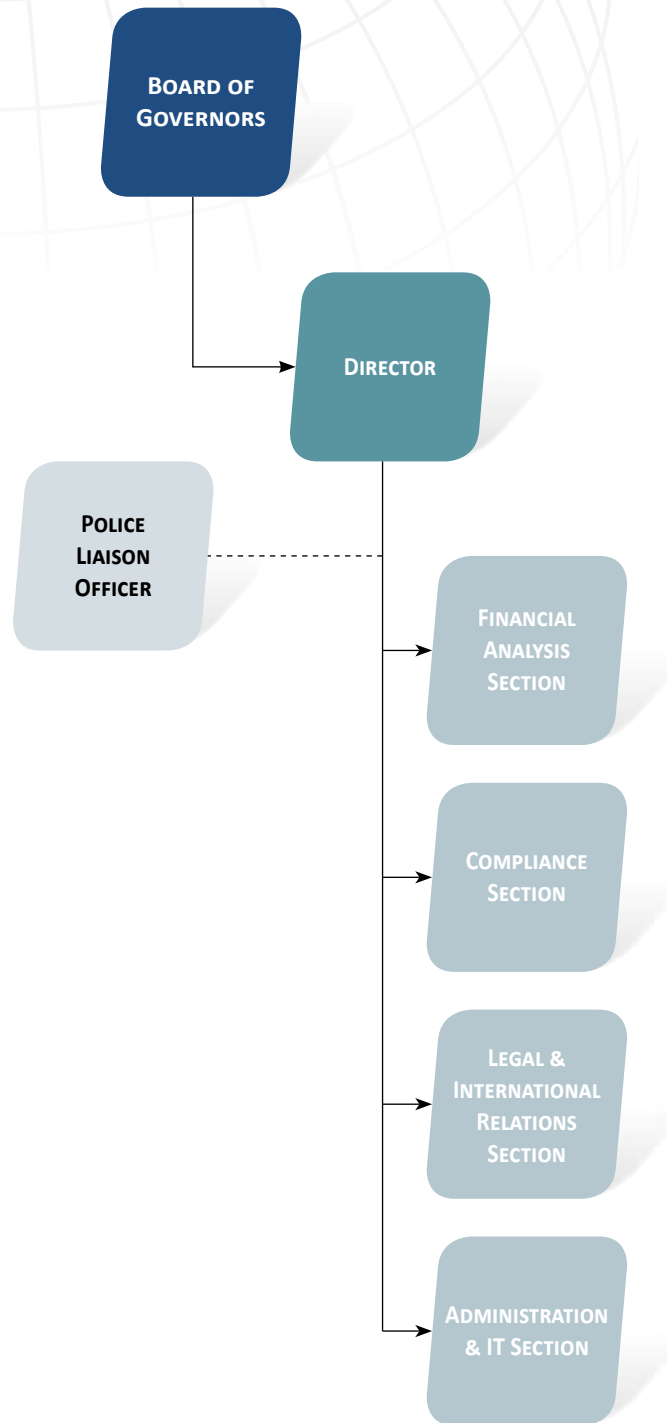 BOARD OF
GOVERNORS
DIRECTOR
POLICE
LIAISON
OFFICER
FINANCIAL
ANALYSIS
SECTION
COMPLIANCE
SECTION
LEGAL &
INTERNATIONAL
RELATIONS
SECTION
ADMINISTRATION
& IT SECTION